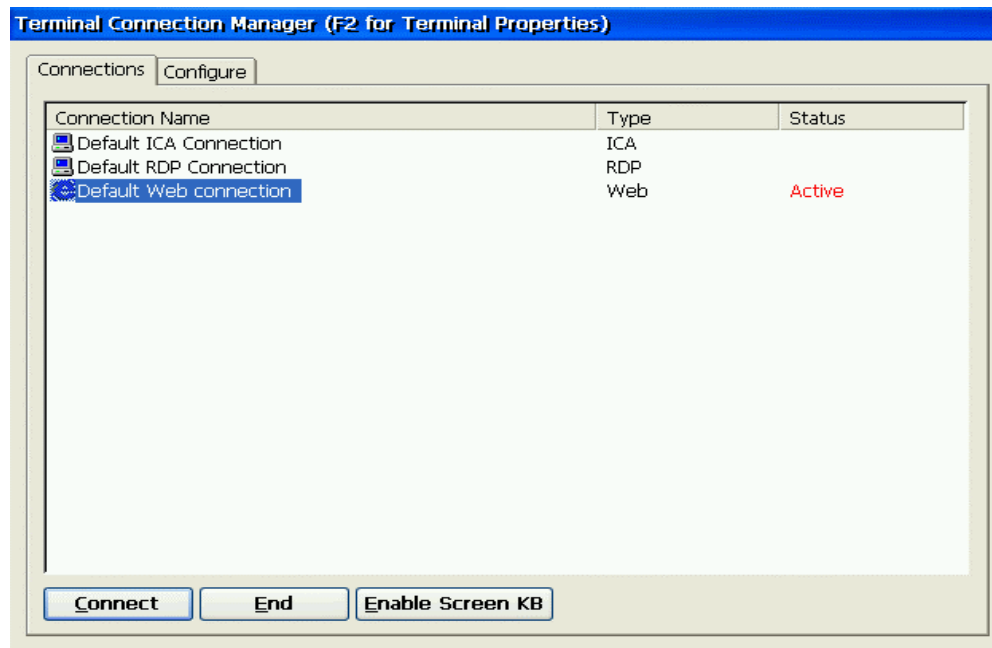 Terminal Connection Manager (F2 for Terminal Properties)
Connections Configure
Connection Name Type Status
Default ICA Connection ICA
Default RDP Connection RDP
Default Web connection Web Active
Connect End Enable Screen KB